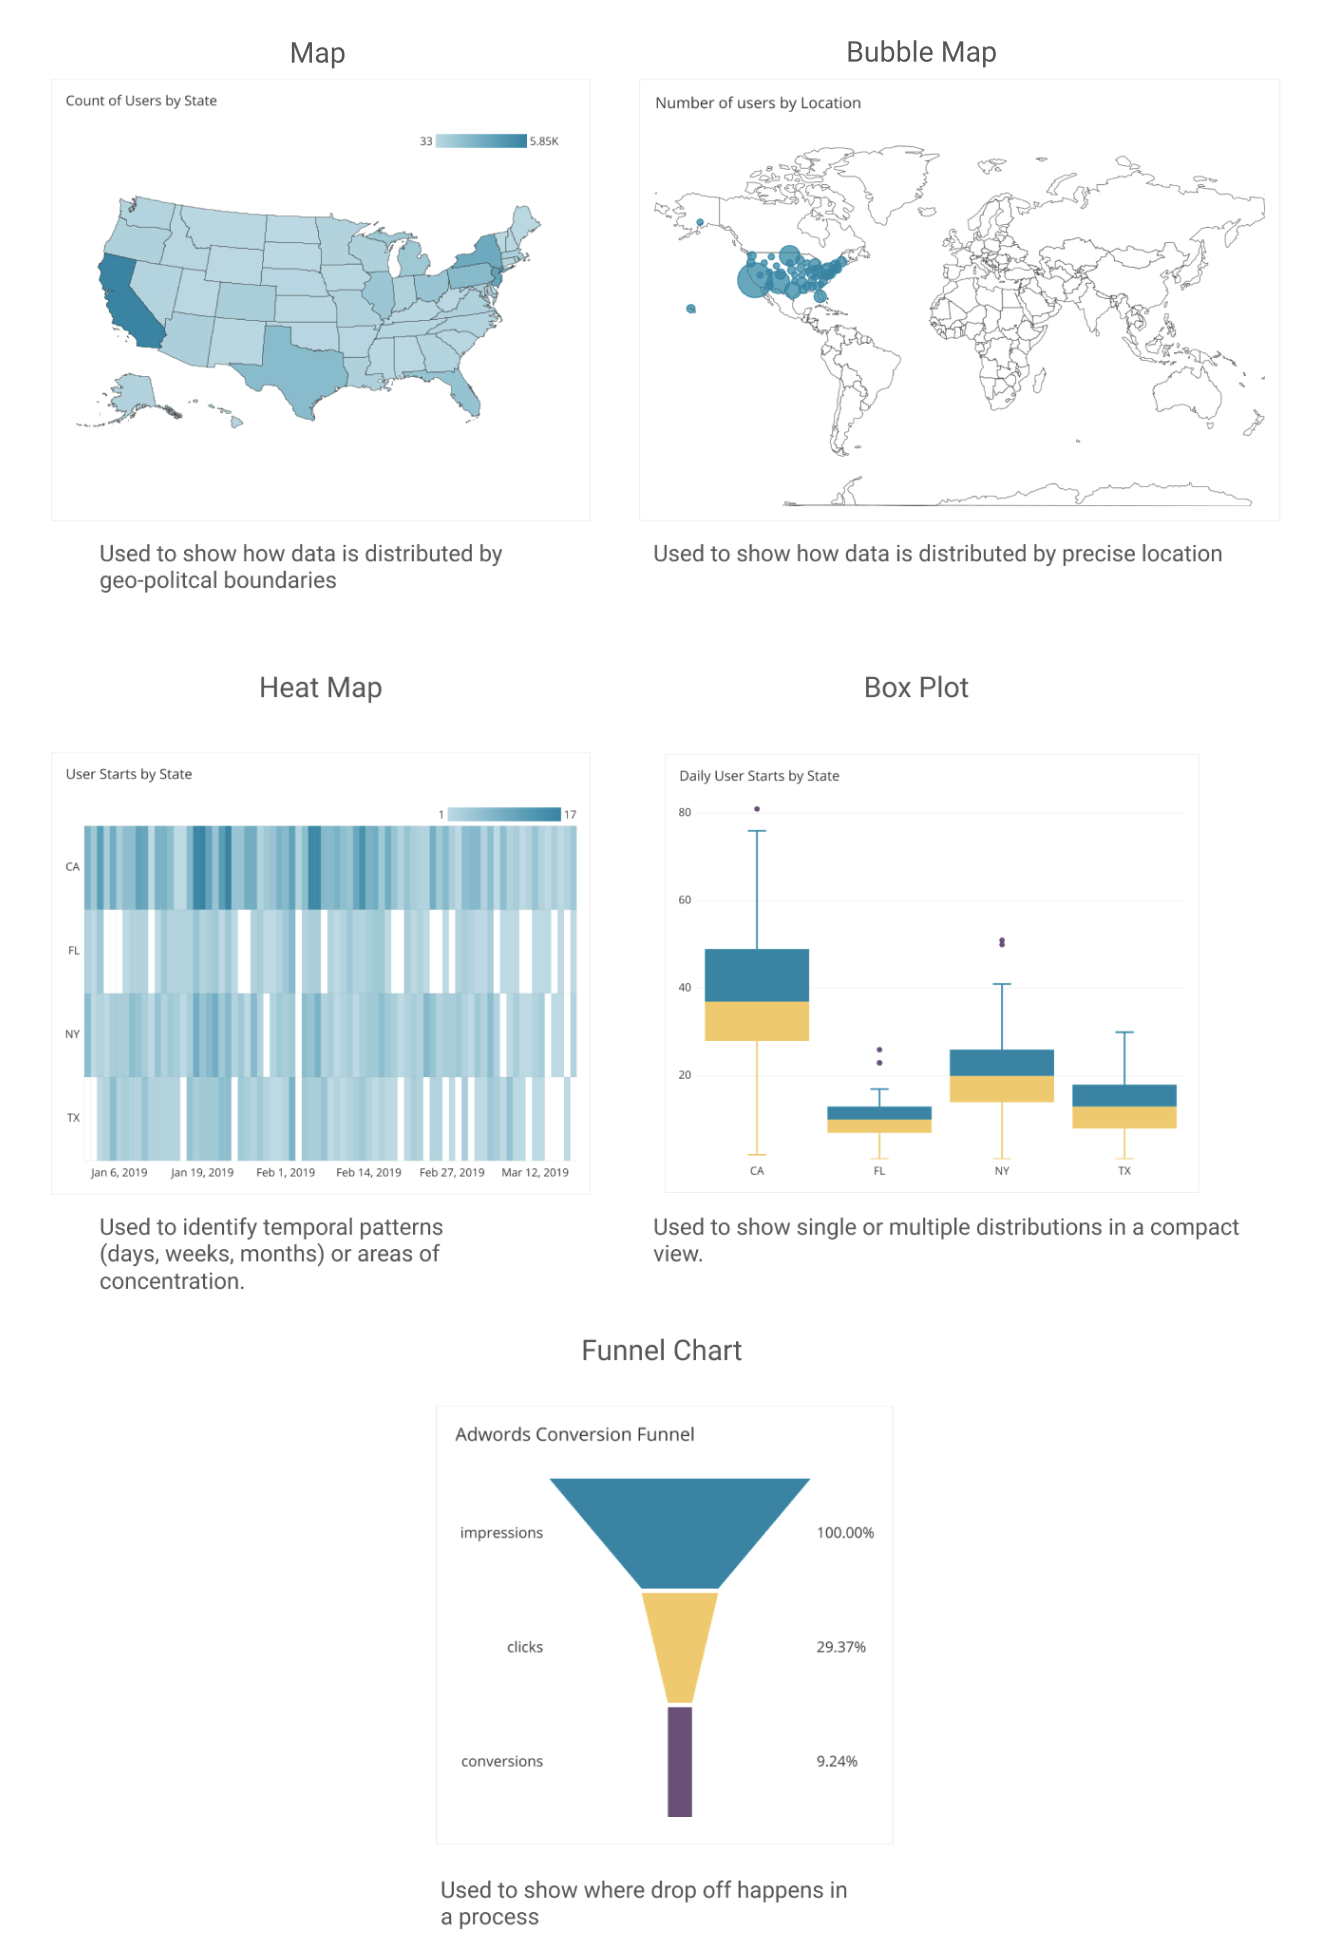 Map
Bubble Map
Count of Users by State
33
5.85K
Number of users by Location
Used to show how data is distributed by
geo-politcal boundaries
Used to show how data is distributed by precise location
Heat Map
Box Plot
User Starts by State
1
17
CA
FL
NY
TX
Jan 6, 2019
Jan 19, 2019
Feb 1, 2019
Feb 14, 2019
Feb 27, 2019
Mar 12, 2019
Daily User Starts by State
80
60
40
20
CA
FL
NY
TX
Used to identify temporal patterns
(days, weeks, months) or areas of
concentration.
Used to show single or multiple distributions in a compact
view.
Funnel Chart
Adwords Conversion Funnel
impressions
100.00%
clicks
29.37%
conversions
9.24%
Used to show where drop off happens in
a process